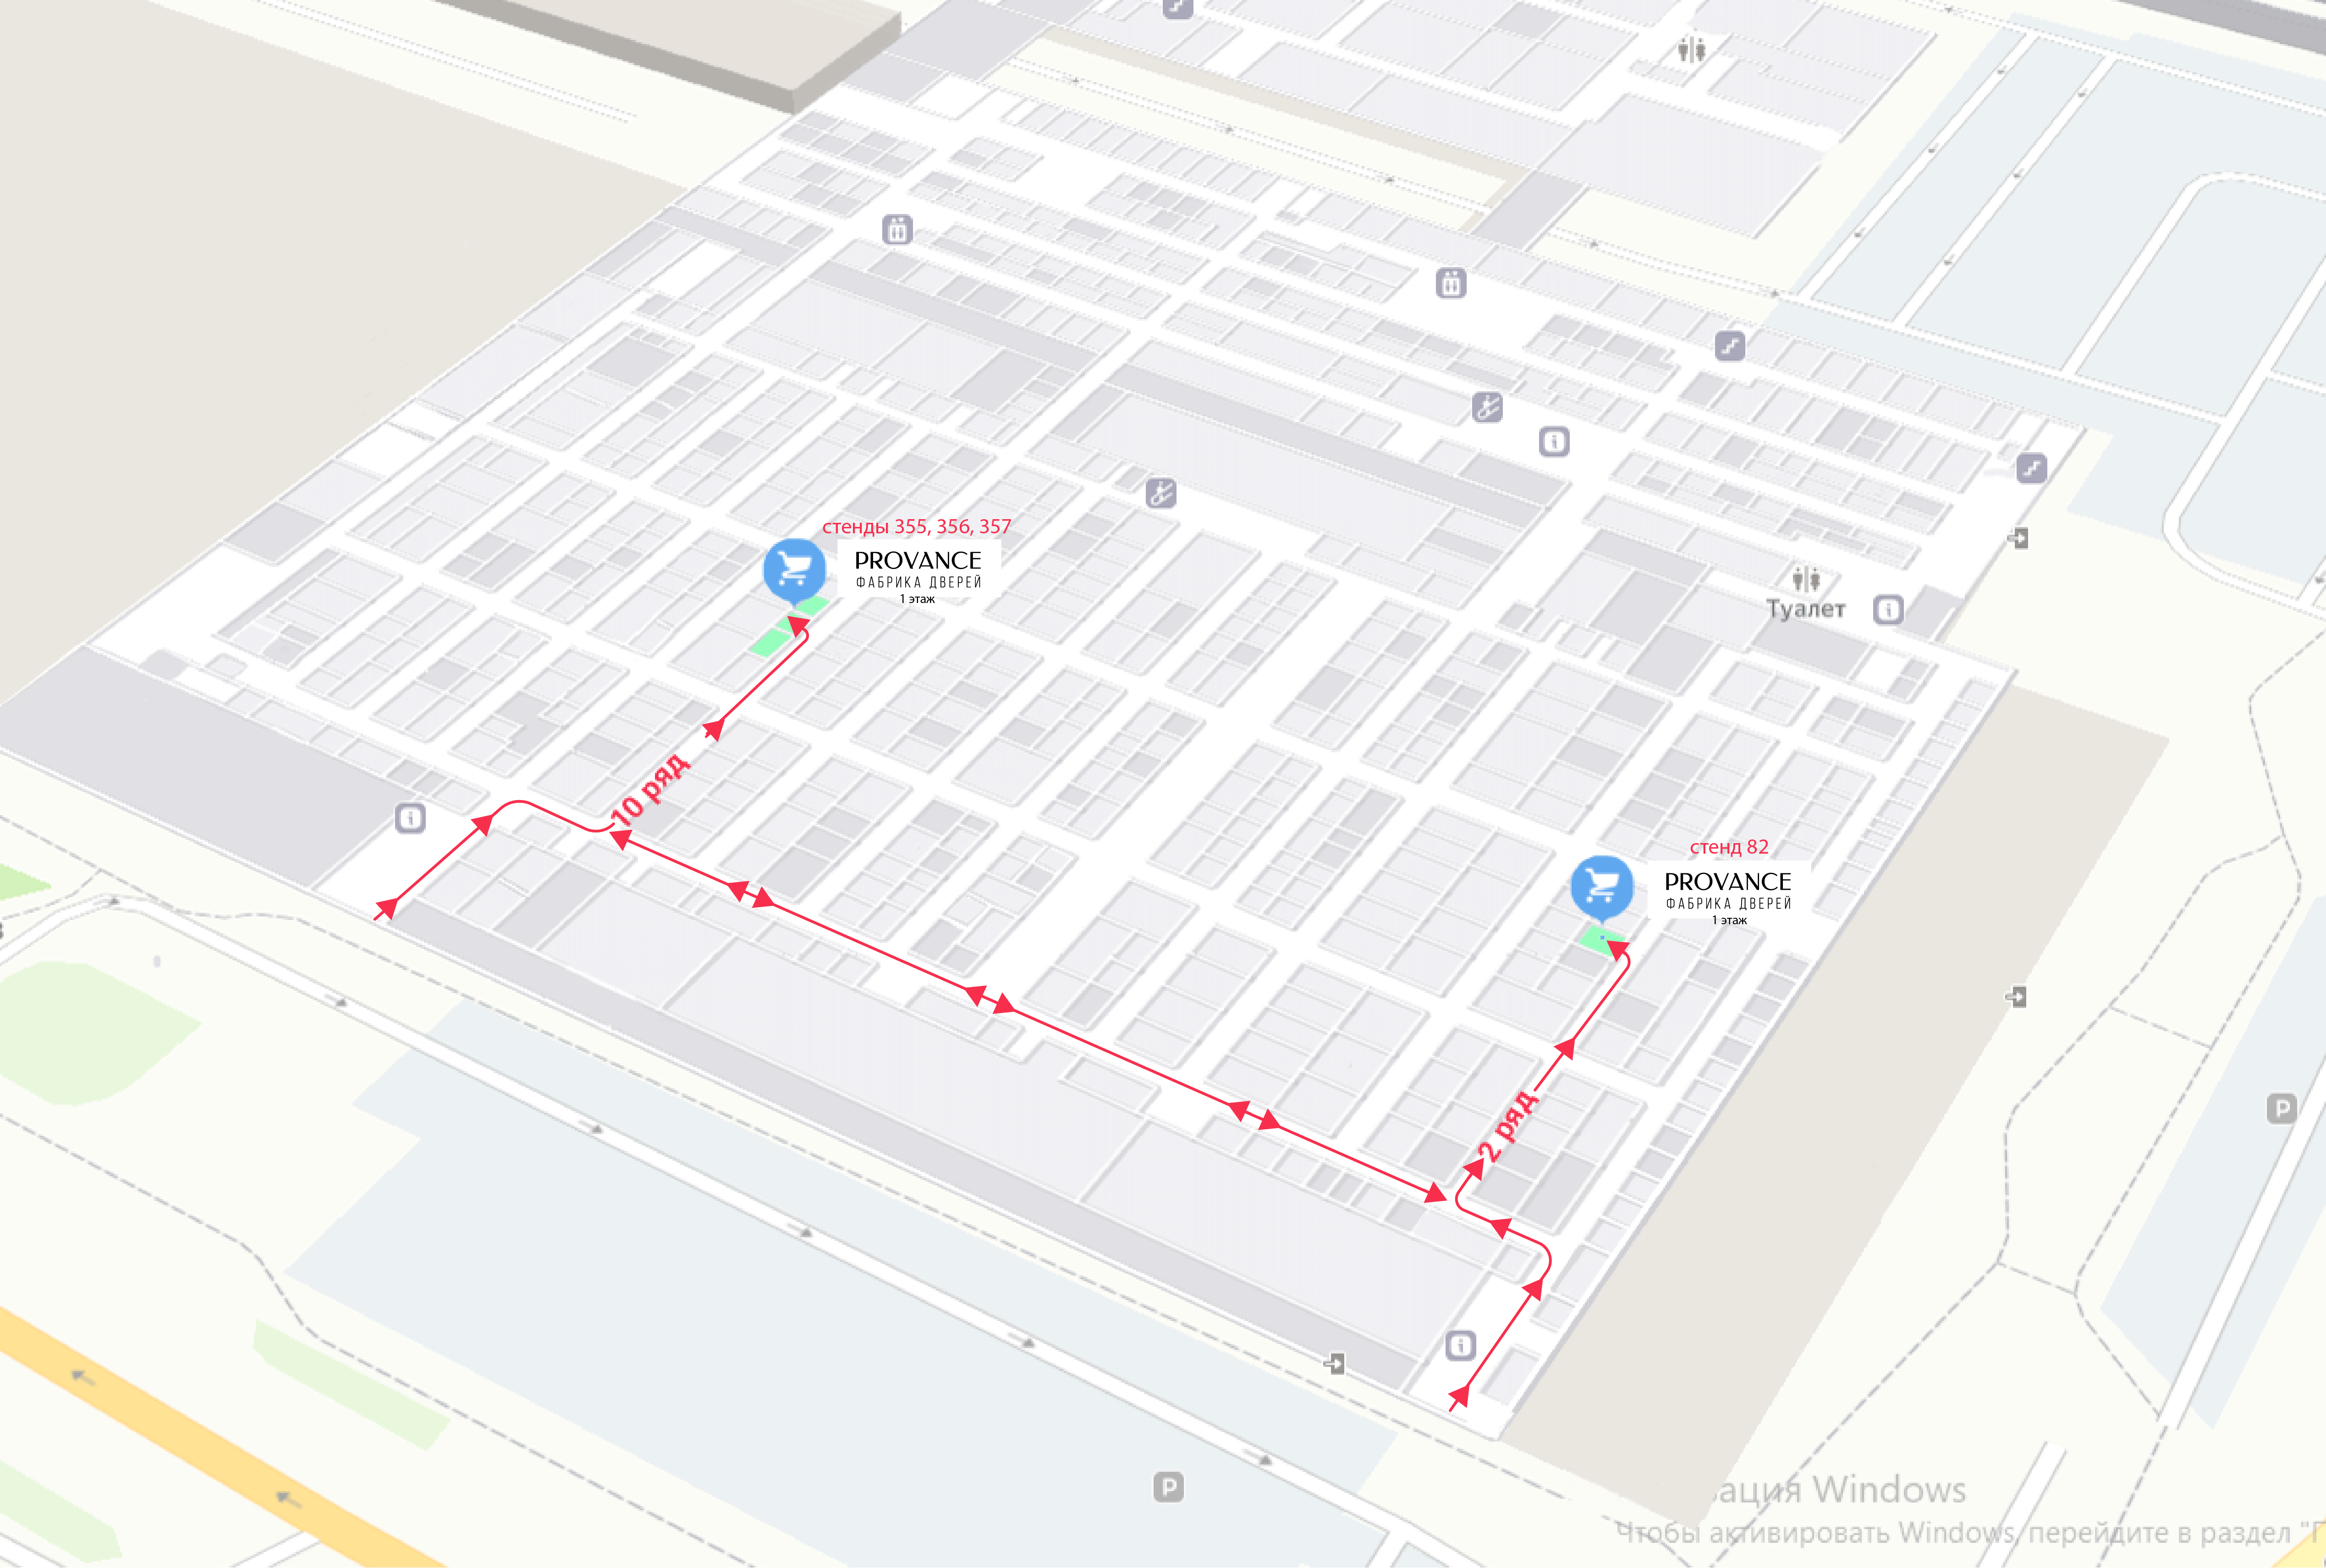 стенды 355, 356, 357
PROVANCE
ФАБРИКА ДВЕРЕЙ
1 этаж
Туалет
10 ряд
стенд 82
PROVANCE
ФАБРИКА ДВЕРЕЙ
1 этаж
2 ряд
P
P
ация Windows
Чтобы активировать Windows, перейдите в раздел "П